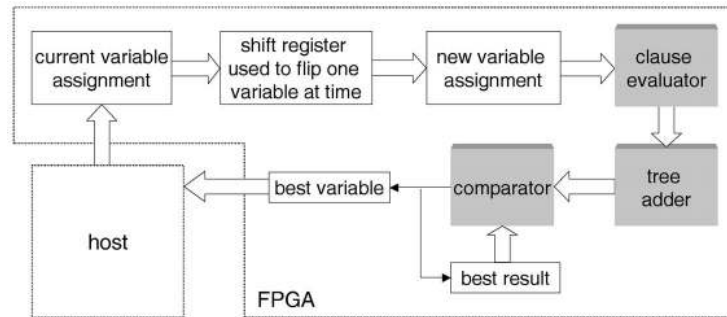 current variable
assignment
shift register
used to flip one
variable at time
new variable
assignment
clause
evaluator
tree
adder
comparator
best variable
best result
host
FPGA